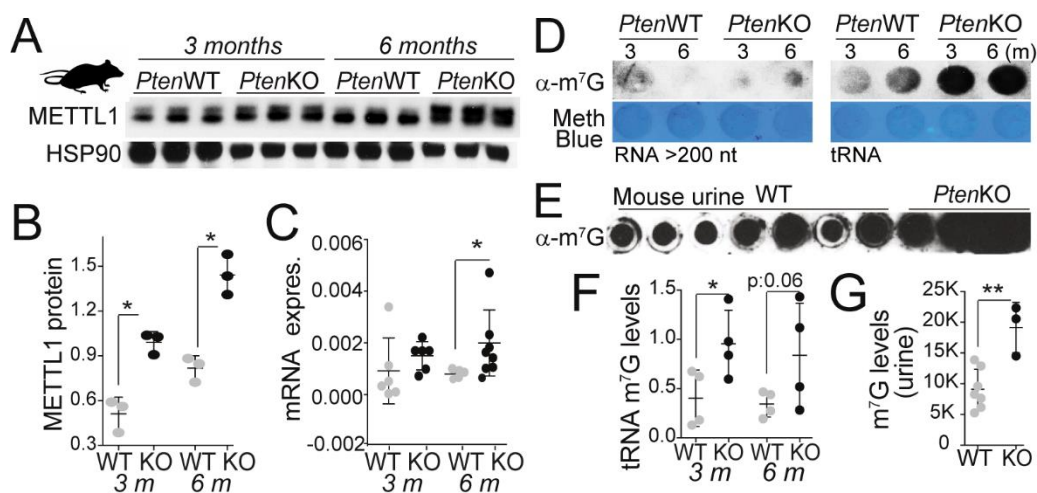 A
3 months 6 months
PtenWT PtenKO PtenWT PtenKO
METTL1
HSP90
B
METTL1 protein
1.5
1.2
0.9
0.6
0.3
*
*
WT KO WT KO
3 m 6 m
C
mRNA expres.
0.006
0.004
0.002
0.000
-0.002
*
WT KO WT KO
3 m 6 m
D
PtenWT PtenKO PtenWT PtenKO
3 6 3 6 3 6 3 6 (m)
α-m⁷G
Meth
Blue
RNA >200 nt tRNA
E
Mouse urine WT PtenKO
α-m⁷G
F
tRNA m⁷G levels
1.5
1.0
0.5
0.0
*
p:0.06
WT KO WT KO
3 m 6 m
G
m⁷G levels
(urine)
25K
20K
15K
10K
5K
0
**
WT KO